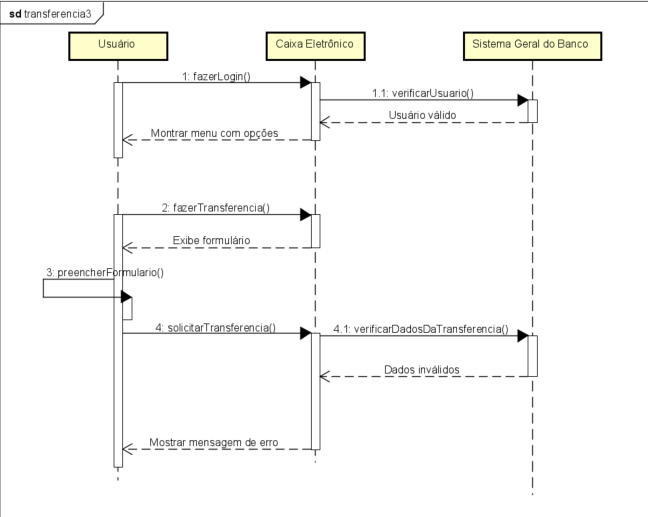 sd transferencia3
Usuário
Caixa Eletrônico
Sistema Geral do Banco
1: fazerLogin()
1.1: verificarUsuario()
Usuário válido
Montrar menu com opções
2: fazerTransferencia()
Exibe formulário
3: preencherFormulario()
4: solicitarTransferencia()
4.1: verificarDadosDaTransferencia()
Dados inválidos
Mostrar mensagem de erro